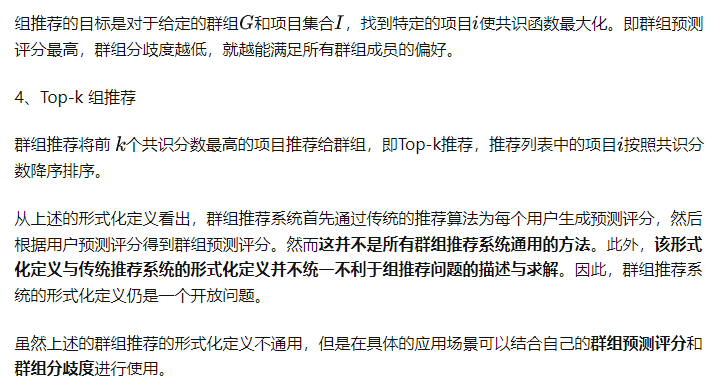 组推荐的目标是对于给定的群组G和项目集合I，找到特定的项目i使共识函数最大化。即群组预测
评分最高，群组分歧度越低，就越能满足所有群组成员的偏好。
4、Top-k 组推荐
群组推荐将前 k个共识分数最高的项目推荐给群组，即Top-k推荐，推荐列表中的项目i按照共识分
数降序排序。
从上述的形式化定义看出，群组推荐系统首先通过传统的推荐算法为每个用户生成预测评分，然后
根据用户预测评分得到群组预测评分。然而这并不是所有群组推荐系统通用的方法。此外，该形式
化定义与传统推荐系统的形式化定义并不统一不利于组推荐问题的描述与求解。因此，群组推荐系
统的形式化定义仍是一个开放问题。
虽然上述的群组推荐的形式化定义不通用，但是在具体的应用场景可以结合自己的群组预测评分和
群组分歧度进行使用。